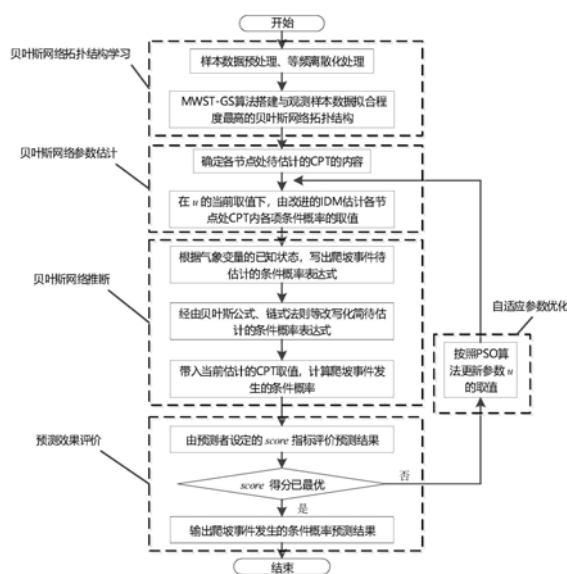 开始
贝叶斯网络拓扑结构学习
样本数据预处理、等频离散化处理
MWST-GS算法搭建与观测样本数据拟合程
度最高的贝叶斯网络拓扑结构
贝叶斯网络参数估计
确定各节点处待估计的CPT的内容
在 u 的当前取值下，由改进的IDM估计各节
点处CPT内各项条件概率的取值
贝叶斯网络推断
根据气象变量的已知状态，写出爬坡事件待
估计的条件概率表达式
经由贝叶斯公式、链式法则等改写化简待估
计的条件概率表达式
带入当前估计的CPT取值，计算爬坡事件发
生的条件概率
自适应参数优化
按照PSO算
法更新参数 u
的取值
预测效果评价
由预测者设定的 score 指标评价预测结果
score 得分已最优
否
是
输出爬坡事件发生的条件概率预测结果
结束